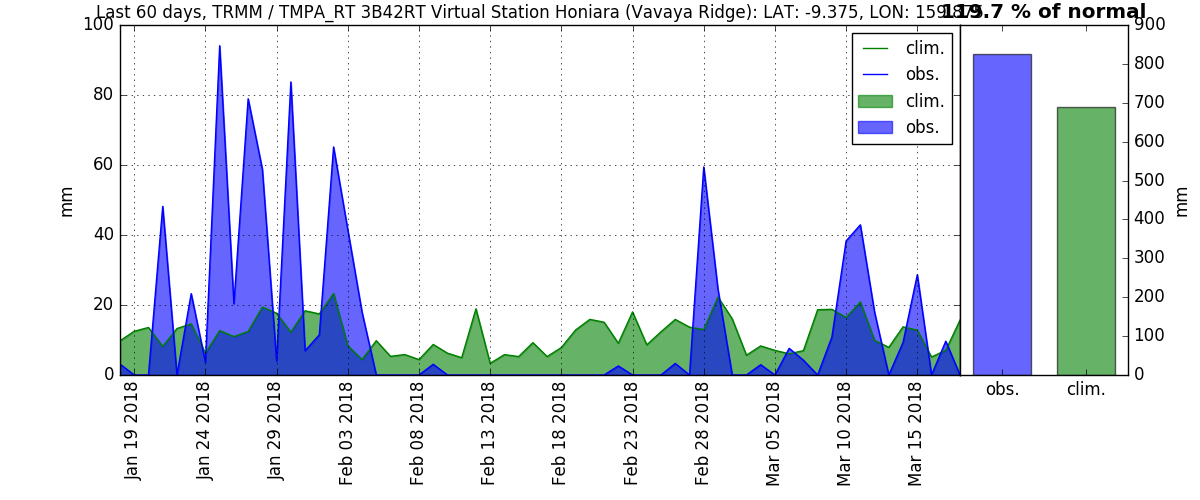 Last 60 days, TRMM / TMPA_RT 3B42RT Virtual Station Honiara (Vavaya Ridge): LAT: -9.375, LON:
119.7 % of normal
100
80
60
40
20
0
mm
clim.
obs.
clim.
obs.
900
800
700
600
500
400
300
200
100
0
mm
Jan 19 2018
Jan 24 2018
Jan 29 2018
Feb 03 2018
Feb 08 2018
Feb 13 2018
Feb 18 2018
Feb 23 2018
Feb 28 2018
Mar 05 2018
Mar 10 2018
Mar 15 2018
obs.
clim.